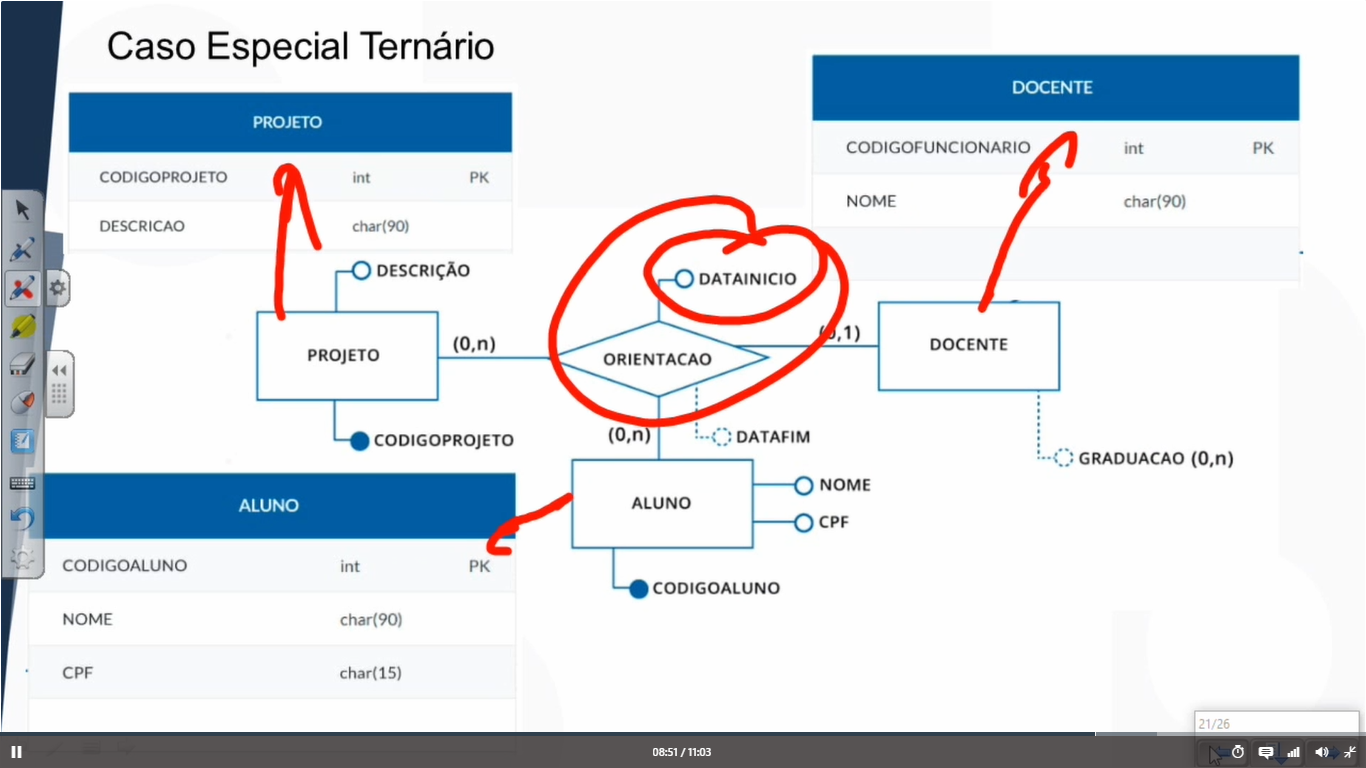 Caso Especial Ternário
PROJETO
CODIGOPROJETO int PK
DESCRICAO char(90)
DOCENTE
CODIGOFUNCIONARIO int PK
NOME char(90)
DESCRIÇÃO
PROJETO
(0,n)
CODIGOPROJETO
DATAINICIO
ORIENTACAO
(0,1)
DOCENTE
(0,n)
DATAFIM
GRADUACAO (0,n)
ALUNO
NOME
CPF
CODIGOALUNO
ALUNO
CODIGOALUNO int PK
NOME char(90)
CPF char(15)
21/26
08:51 / 11:03